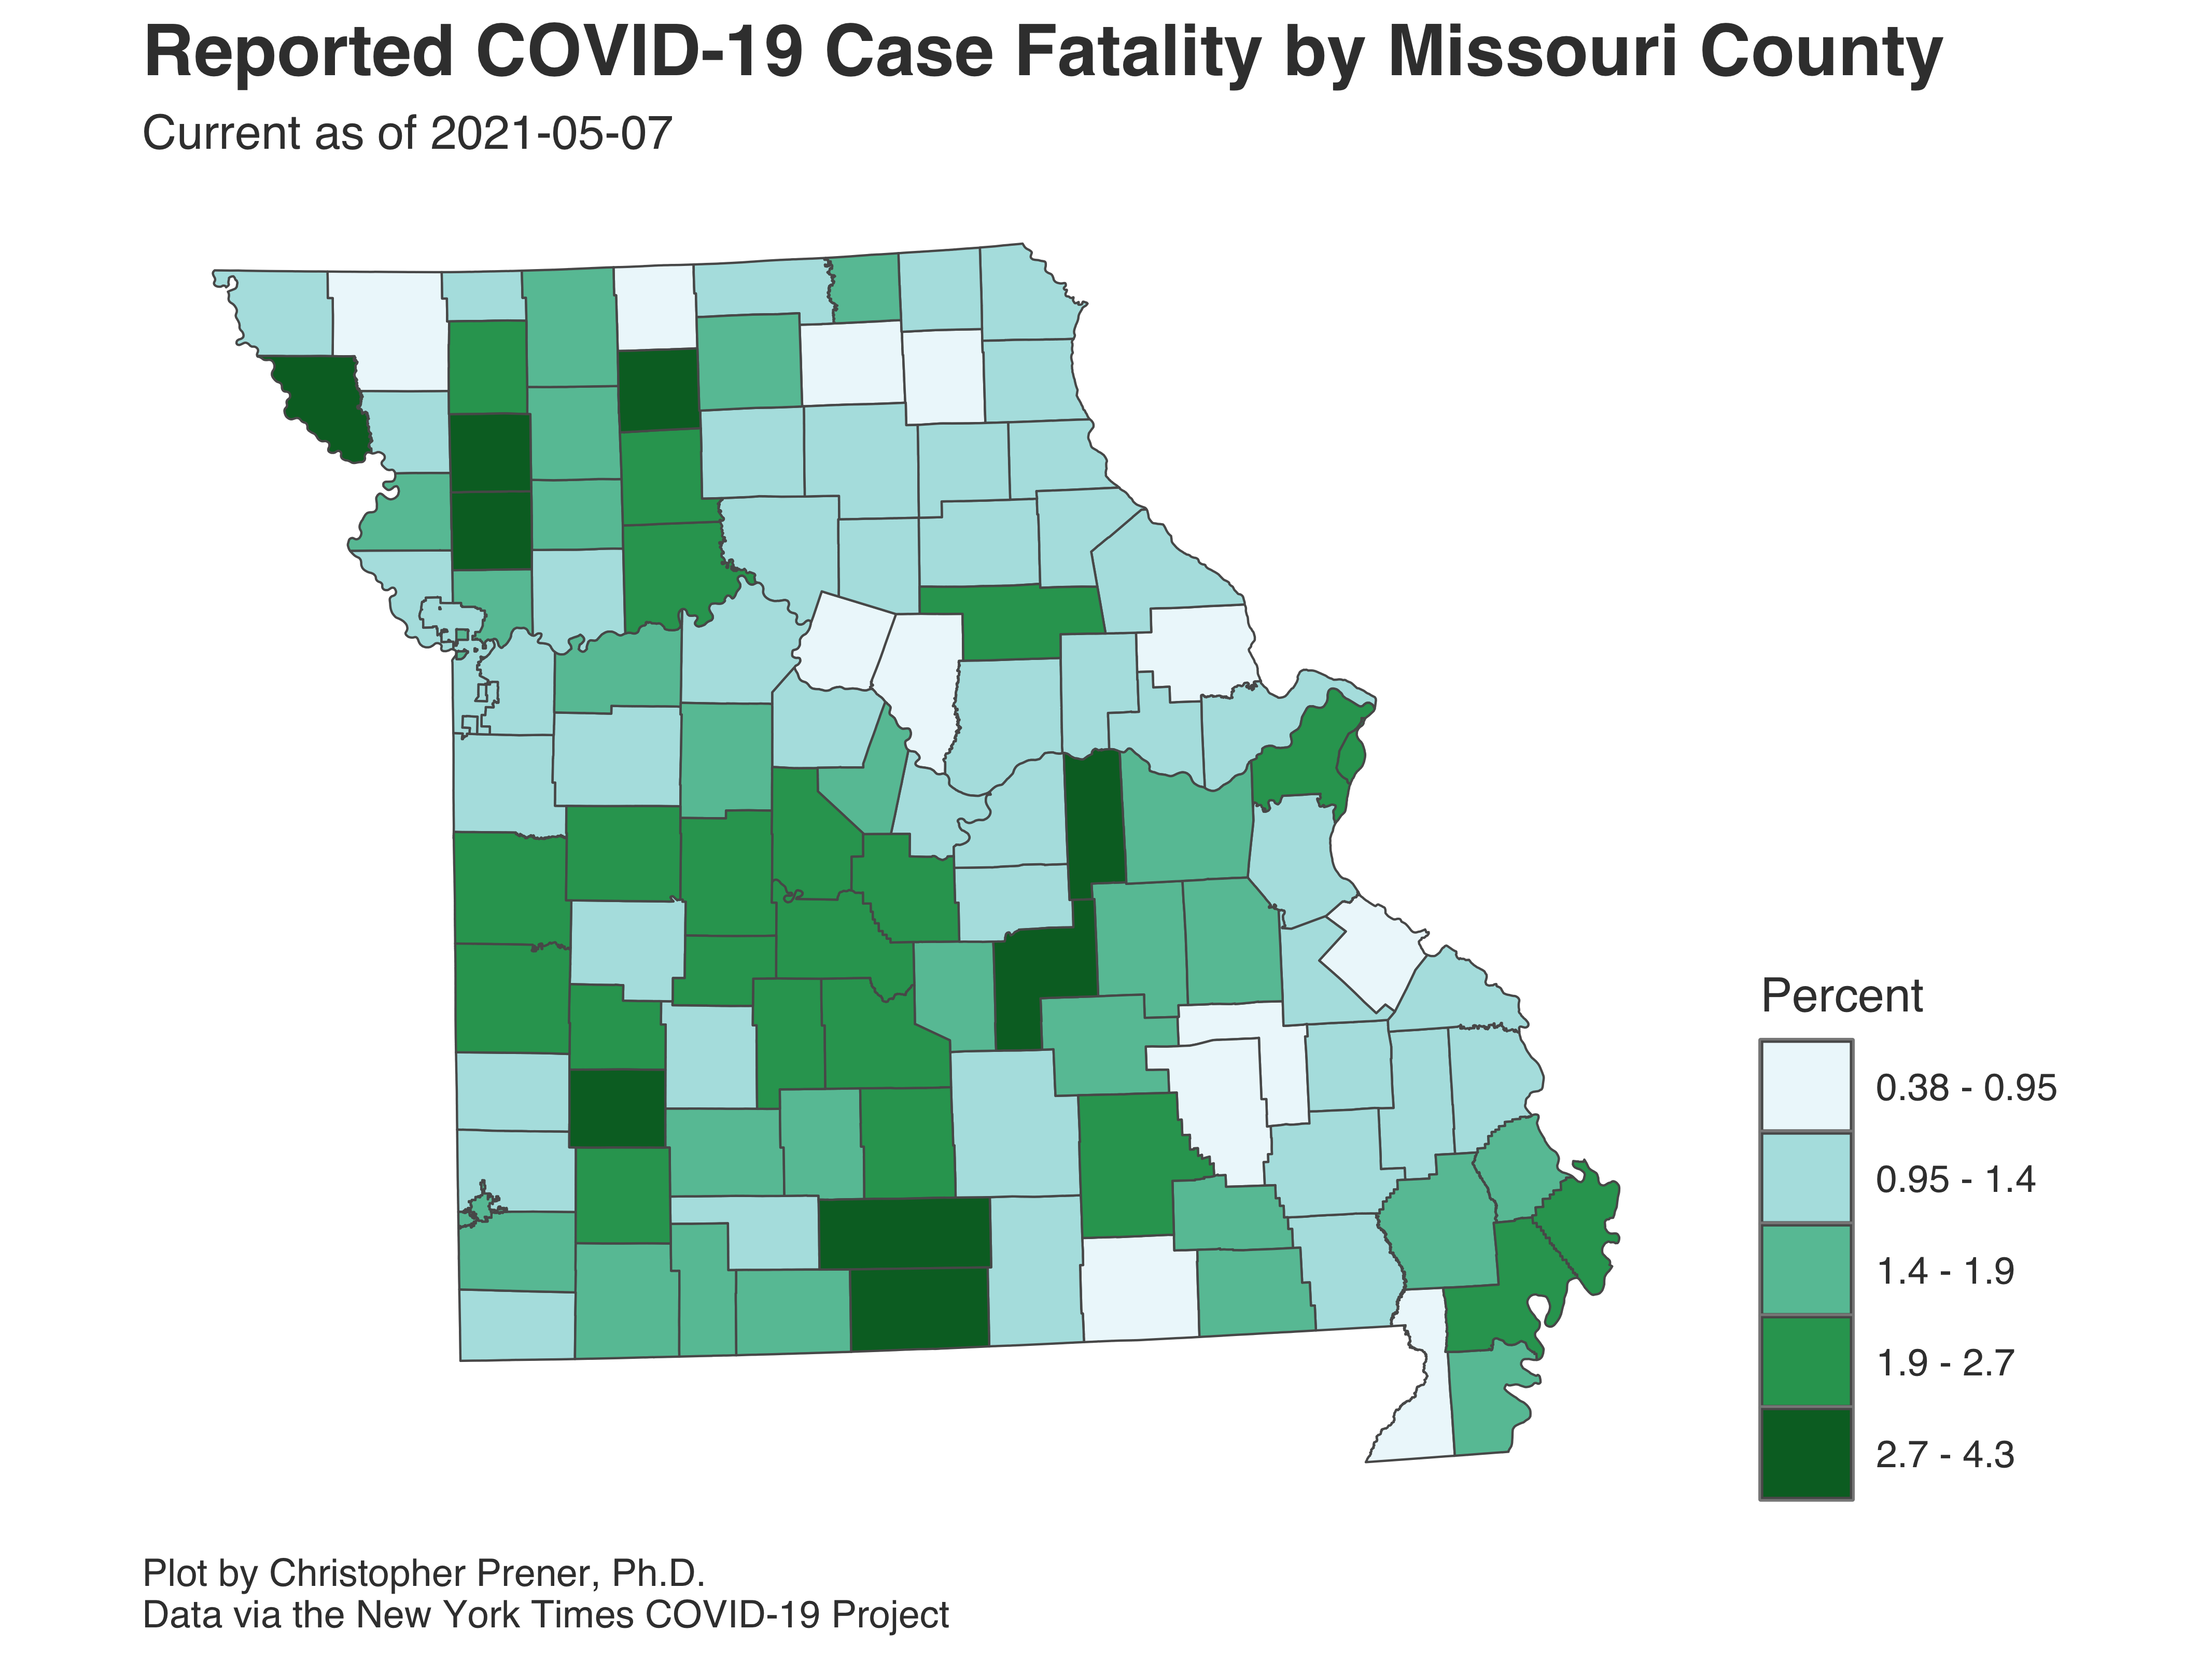 Reported COVID-19 Case Fatality by Missouri County
Current as of 2021-05-07
Percent
0.38 - 0.95
0.95 - 1.4
1.4 - 1.9
1.9 - 2.7
2.7 - 4.3
Plot by Christopher Prener, Ph.D.
Data via the New York Times COVID-19 Project